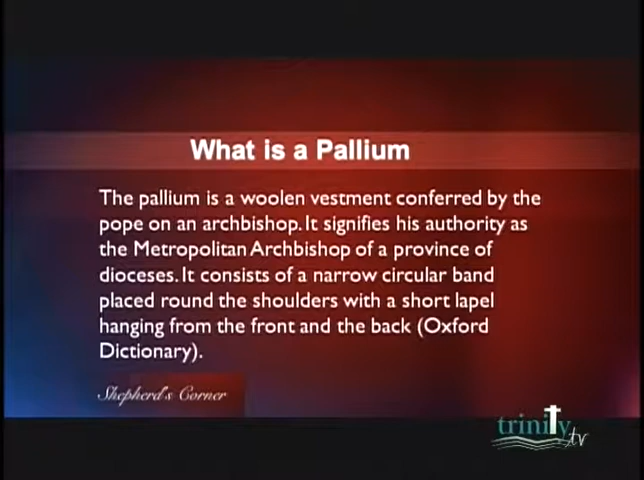 What is a Pallium
The pallium is a woolen vestment conferred by the
pope on an archbishop. It signifies his authority as
the Metropolitan Archbishop of a province of
dioceses. It consists of a narrow circular band
placed round the shoulders with a short lapel
hanging from the front and the back (Oxford
Dictionary).
Shepherd's Corner
trinity
tv